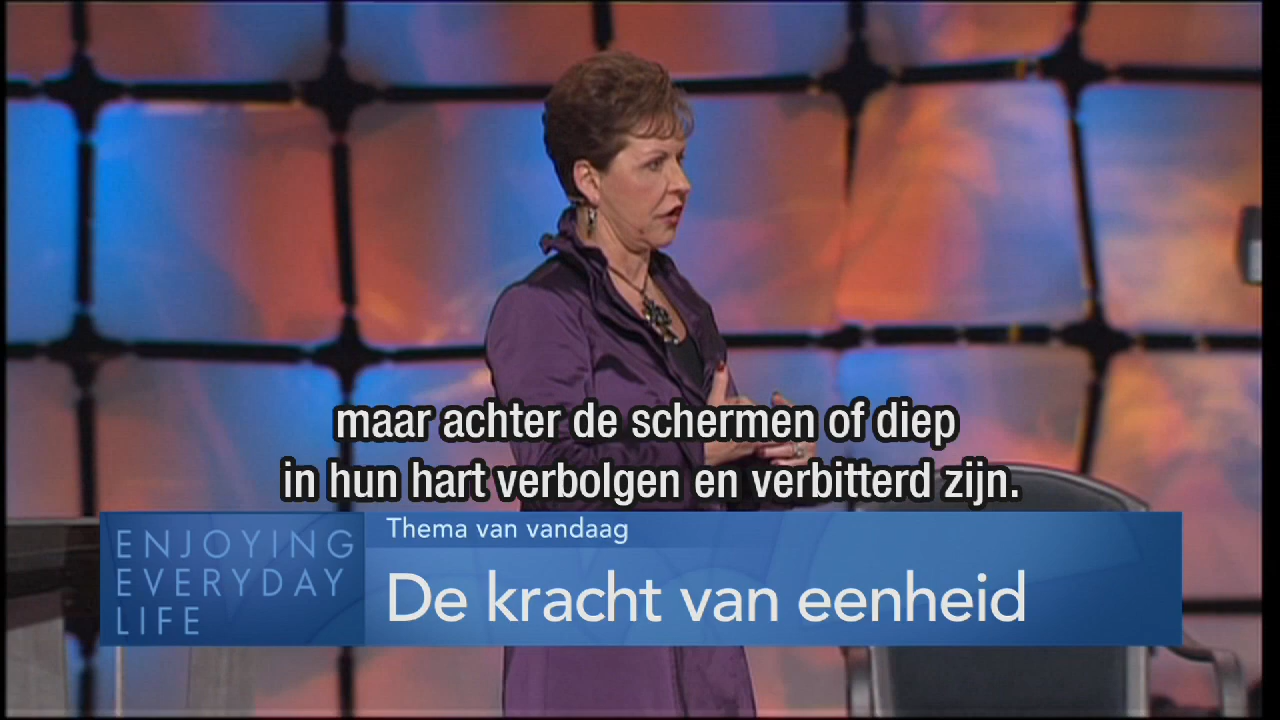 maar achter de schermen of diep
in hun hart verbolgen en verbitterd zijn.
ENJOYING
EVERYDAY
LIFE
Thema van vandaag
De kracht van eenheid